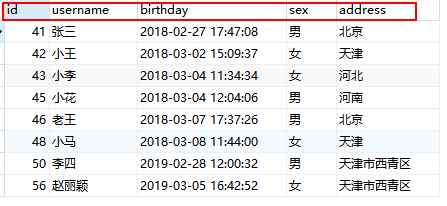 id username birthday sex address
41 张三 2018-02-27 17:47:08 男 北京
42 小王 2018-03-02 15:09:37 女 天津
43 小李 2018-03-04 11:34:34 女 河北
45 小花 2018-03-04 12:04:06 男 河南
46 老王 2018-03-07 17:37:26 男 北京
48 小马 2018-03-08 11:44:00 女 天津
50 李四 2019-02-28 12:00:32 男 天津市西青区
56 赵丽颖 2019-03-05 16:42:52 女 天津市西青区